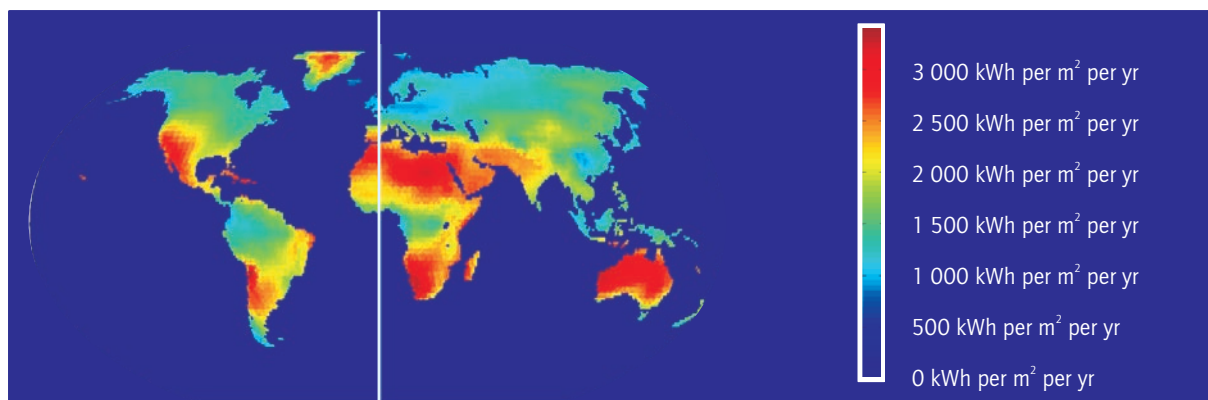 3 000 kWh per m² per yr
2 500 kWh per m² per yr
2 000 kWh per m² per yr
1 500 kWh per m² per yr
1 000 kWh per m² per yr
500 kWh per m² per yr
0 kWh per m² per yr